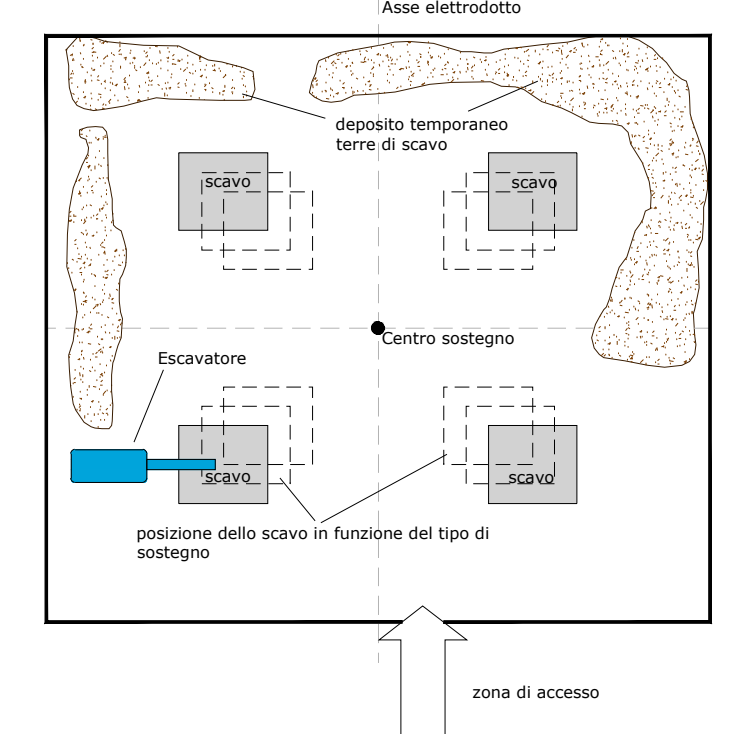 Asse elettrodotto
deposito temporaneo
terre di scavo
scavo
scavo
Centro sostegno
Escavatore
scavo
scavo
posizione dello scavo in funzione del tipo di
sostegno
zona di accesso